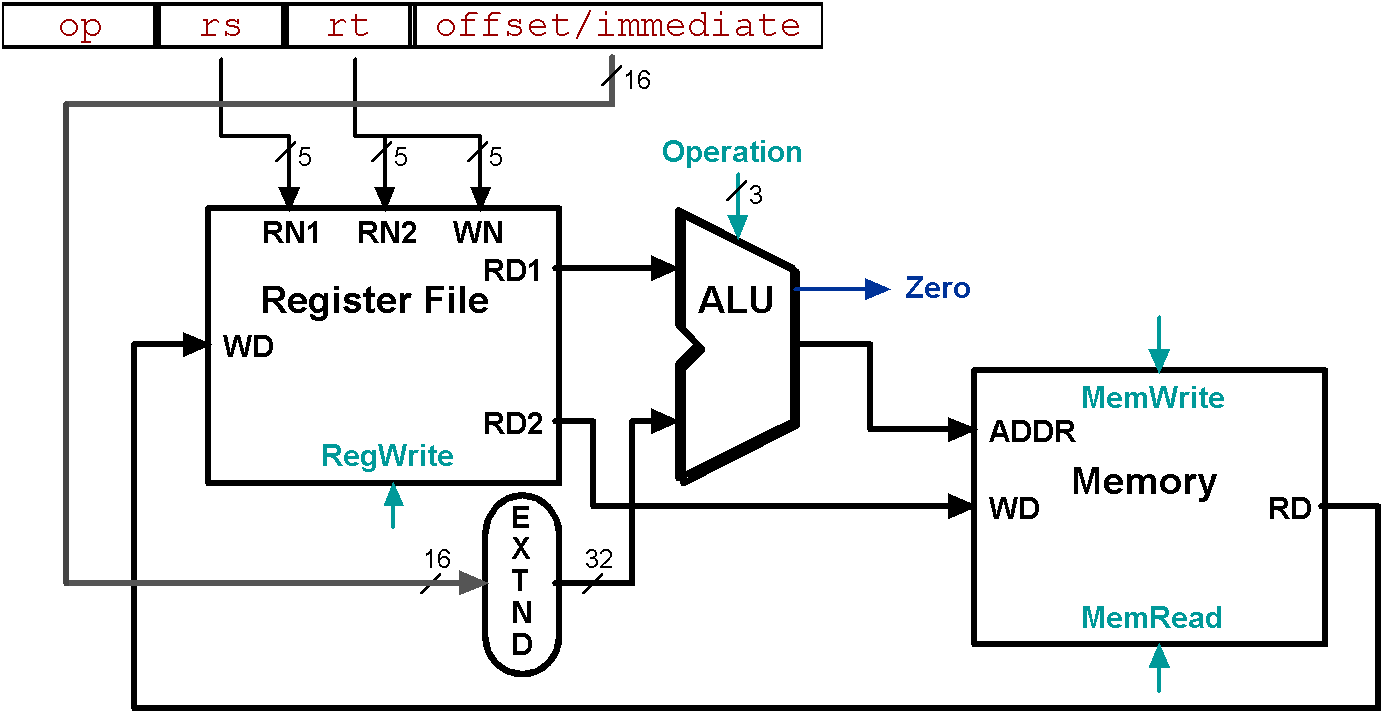 op rs rt offset/immediate
16
5 5 5
Operation
3
RN1 RN2 WN
RD1
Register File
ALU
Zero
WD
RD2
RegWrite
MemWrite
ADDR
Memory
WD
RD
MemRead
16
E
X
T
N
D
32